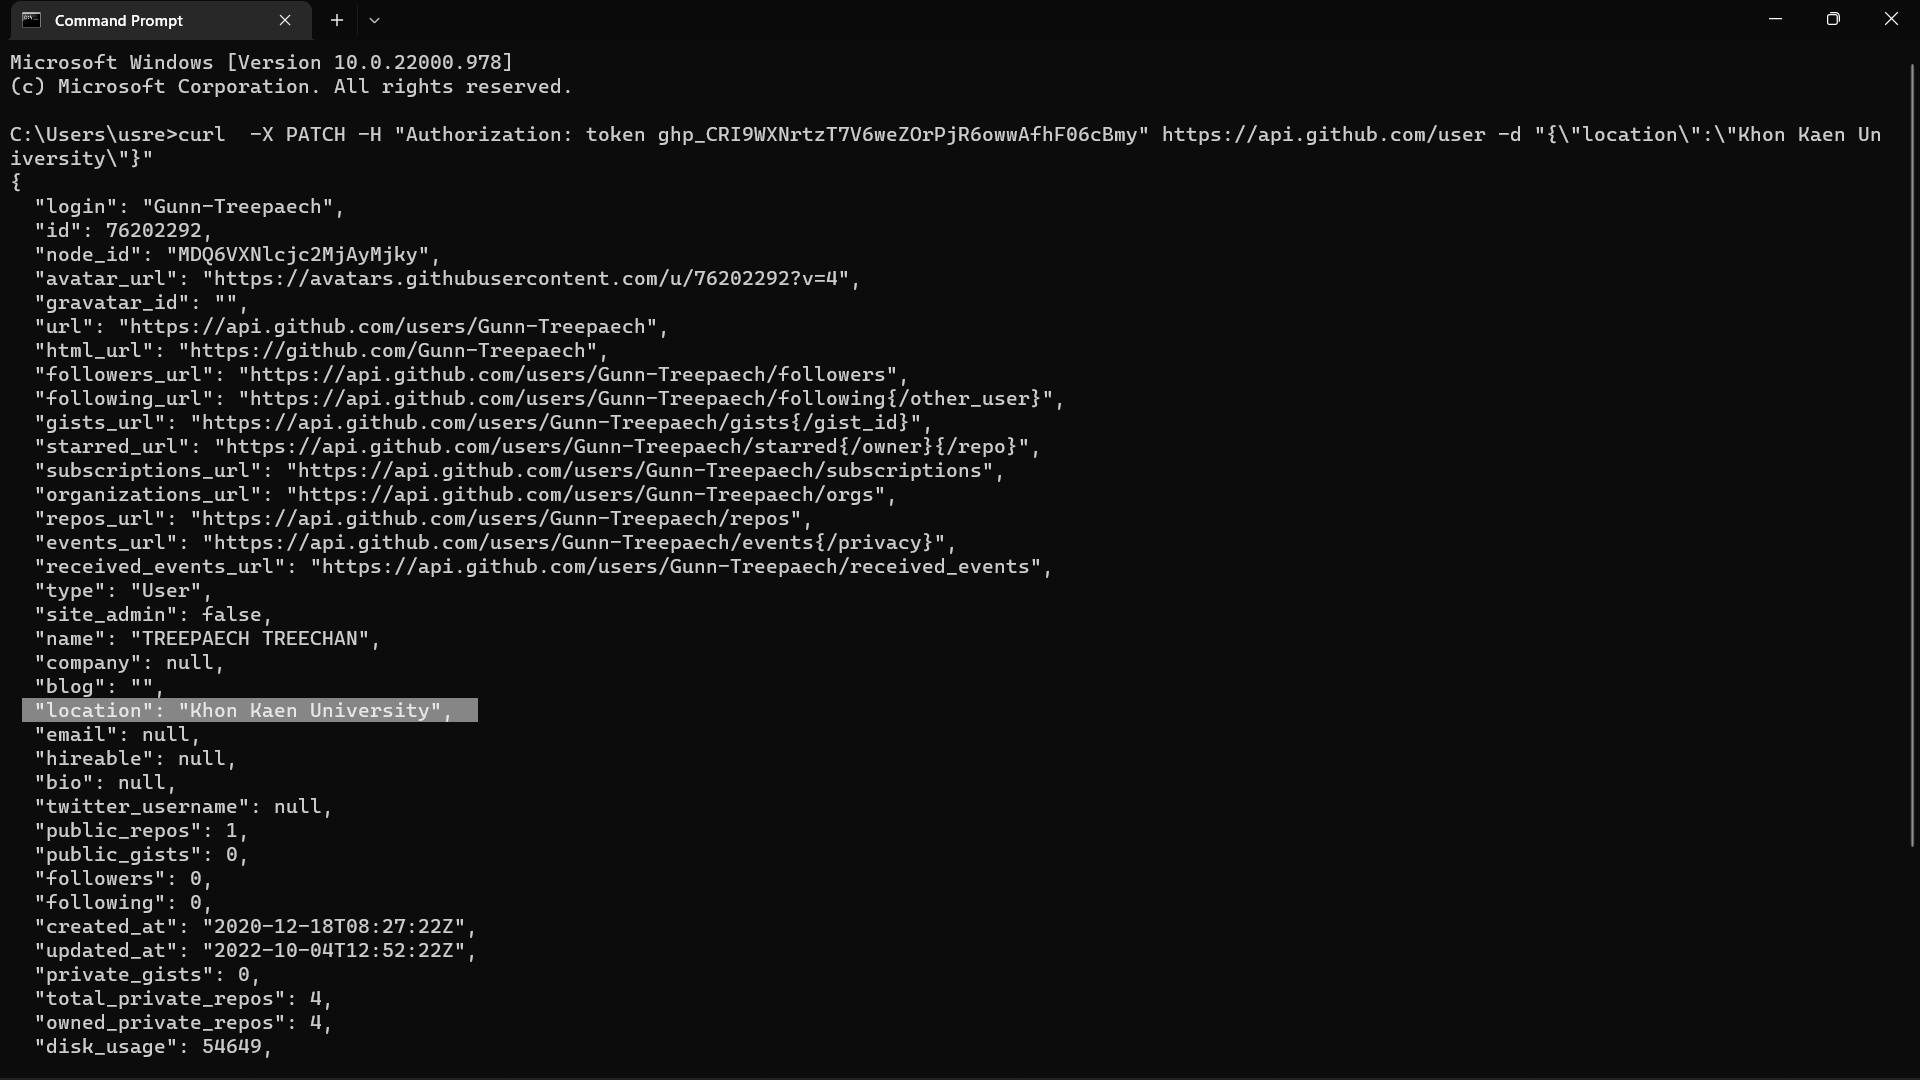 Command Prompt
Microsoft Windows [Version 10.0.22000.978]
(c) Microsoft Corporation. All rights reserved.
C:\Users\usre>curl  -X PATCH -H "Authorization: token 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" https://api.github.com/user -d "{\"location\":\"Khon Kaen Un
iversity\"}"
{
"login": "Gunn-Treepaech",
"id": 76202292,
"node_id": "MDQ6VXNlcjc2MjAyMjky",
"avatar_url": "https://avatars.githubusercontent.com/u/76202292?v=4",
"gravatar_id": "",
"url": "https://api.github.com/users/Gunn-Treepaech",
"html_url": "https://github.com/Gunn-Treepaech",
"followers_url": "https://api.github.com/users/Gunn-Treepaech/followers",
"following_url": "https://api.github.com/users/Gunn-Treepaech/following{/other_user}",
"gists_url": "https://api.github.com/users/Gunn-Treepaech/gists{/gist_id}",
"starred_url": "https://api.github.com/users/Gunn-Treepaech/starred{/owner}{/repo}",
"subscriptions_url": "https://api.github.com/users/Gunn-Treepaech/subscriptions",
"organizations_url": "https://api.github.com/users/Gunn-Treepaech/orgs",
"repos_url": "https://api.github.com/users/Gunn-Treepaech/repos",
"events_url": "https://api.github.com/users/Gunn-Treepaech/events{/privacy}",
"received_events_url": "https://api.github.com/users/Gunn-Treepaech/received_events",
"type": "User",
"site_admin": false,
"name": "TREEPAECH TREECHAN",
"company": null,
"blog": "",
"location": "Khon Kaen University",
"email": null,
"hireable": null,
"bio": null,
"twitter_username": null,
"public_repos": 1,
"public_gists": 0,
"followers": 0,
"following": 0,
"created_at": "2020-12-18T08:27:22Z",
"updated_at": "2022-10-04T12:52:22Z",
"private_gists": 0,
"total_private_repos": 4,
"owned_private_repos": 4,
"disk_usage": 54649,